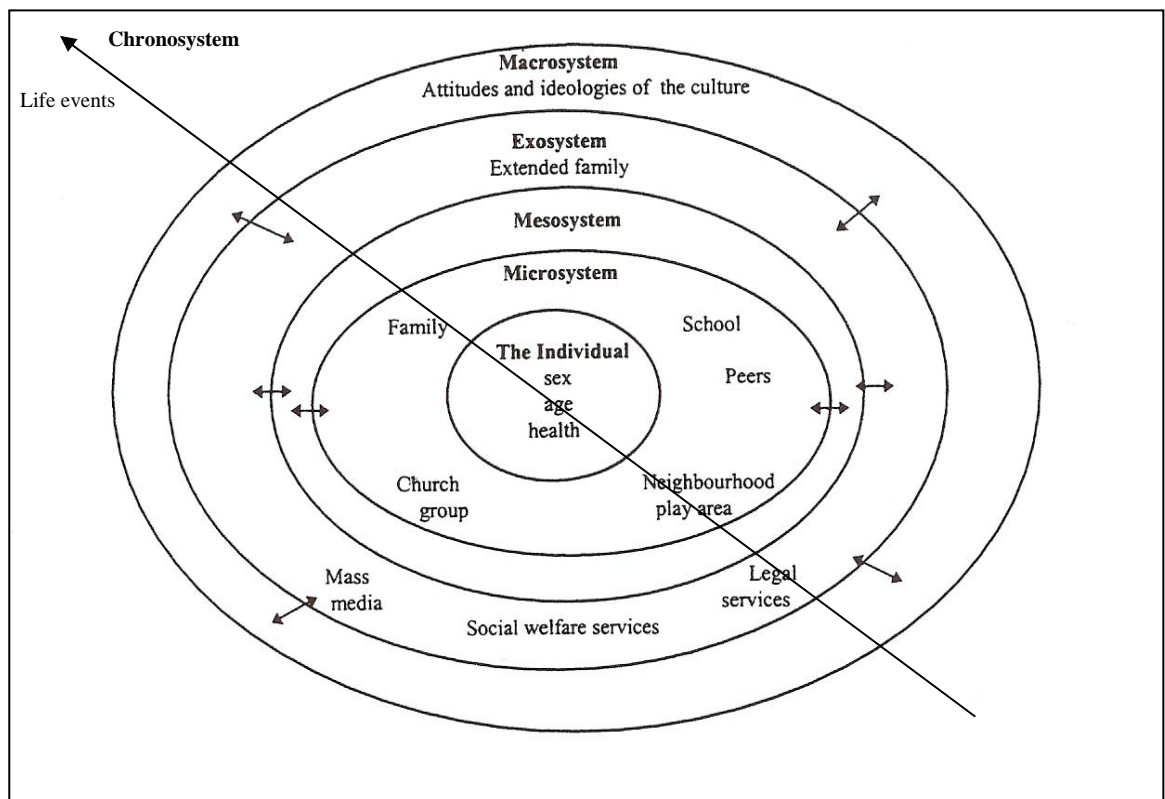 Chronosystem
Life events
Macrosystem
Attitudes and ideologies of the culture
Exosystem
Extended family
Mesosystem
Microsystem
Family
School
The Individual
sex
Peers
age
health
Church
group
Neighbourhood
play area
Mass
media
Legal
services
Social welfare services